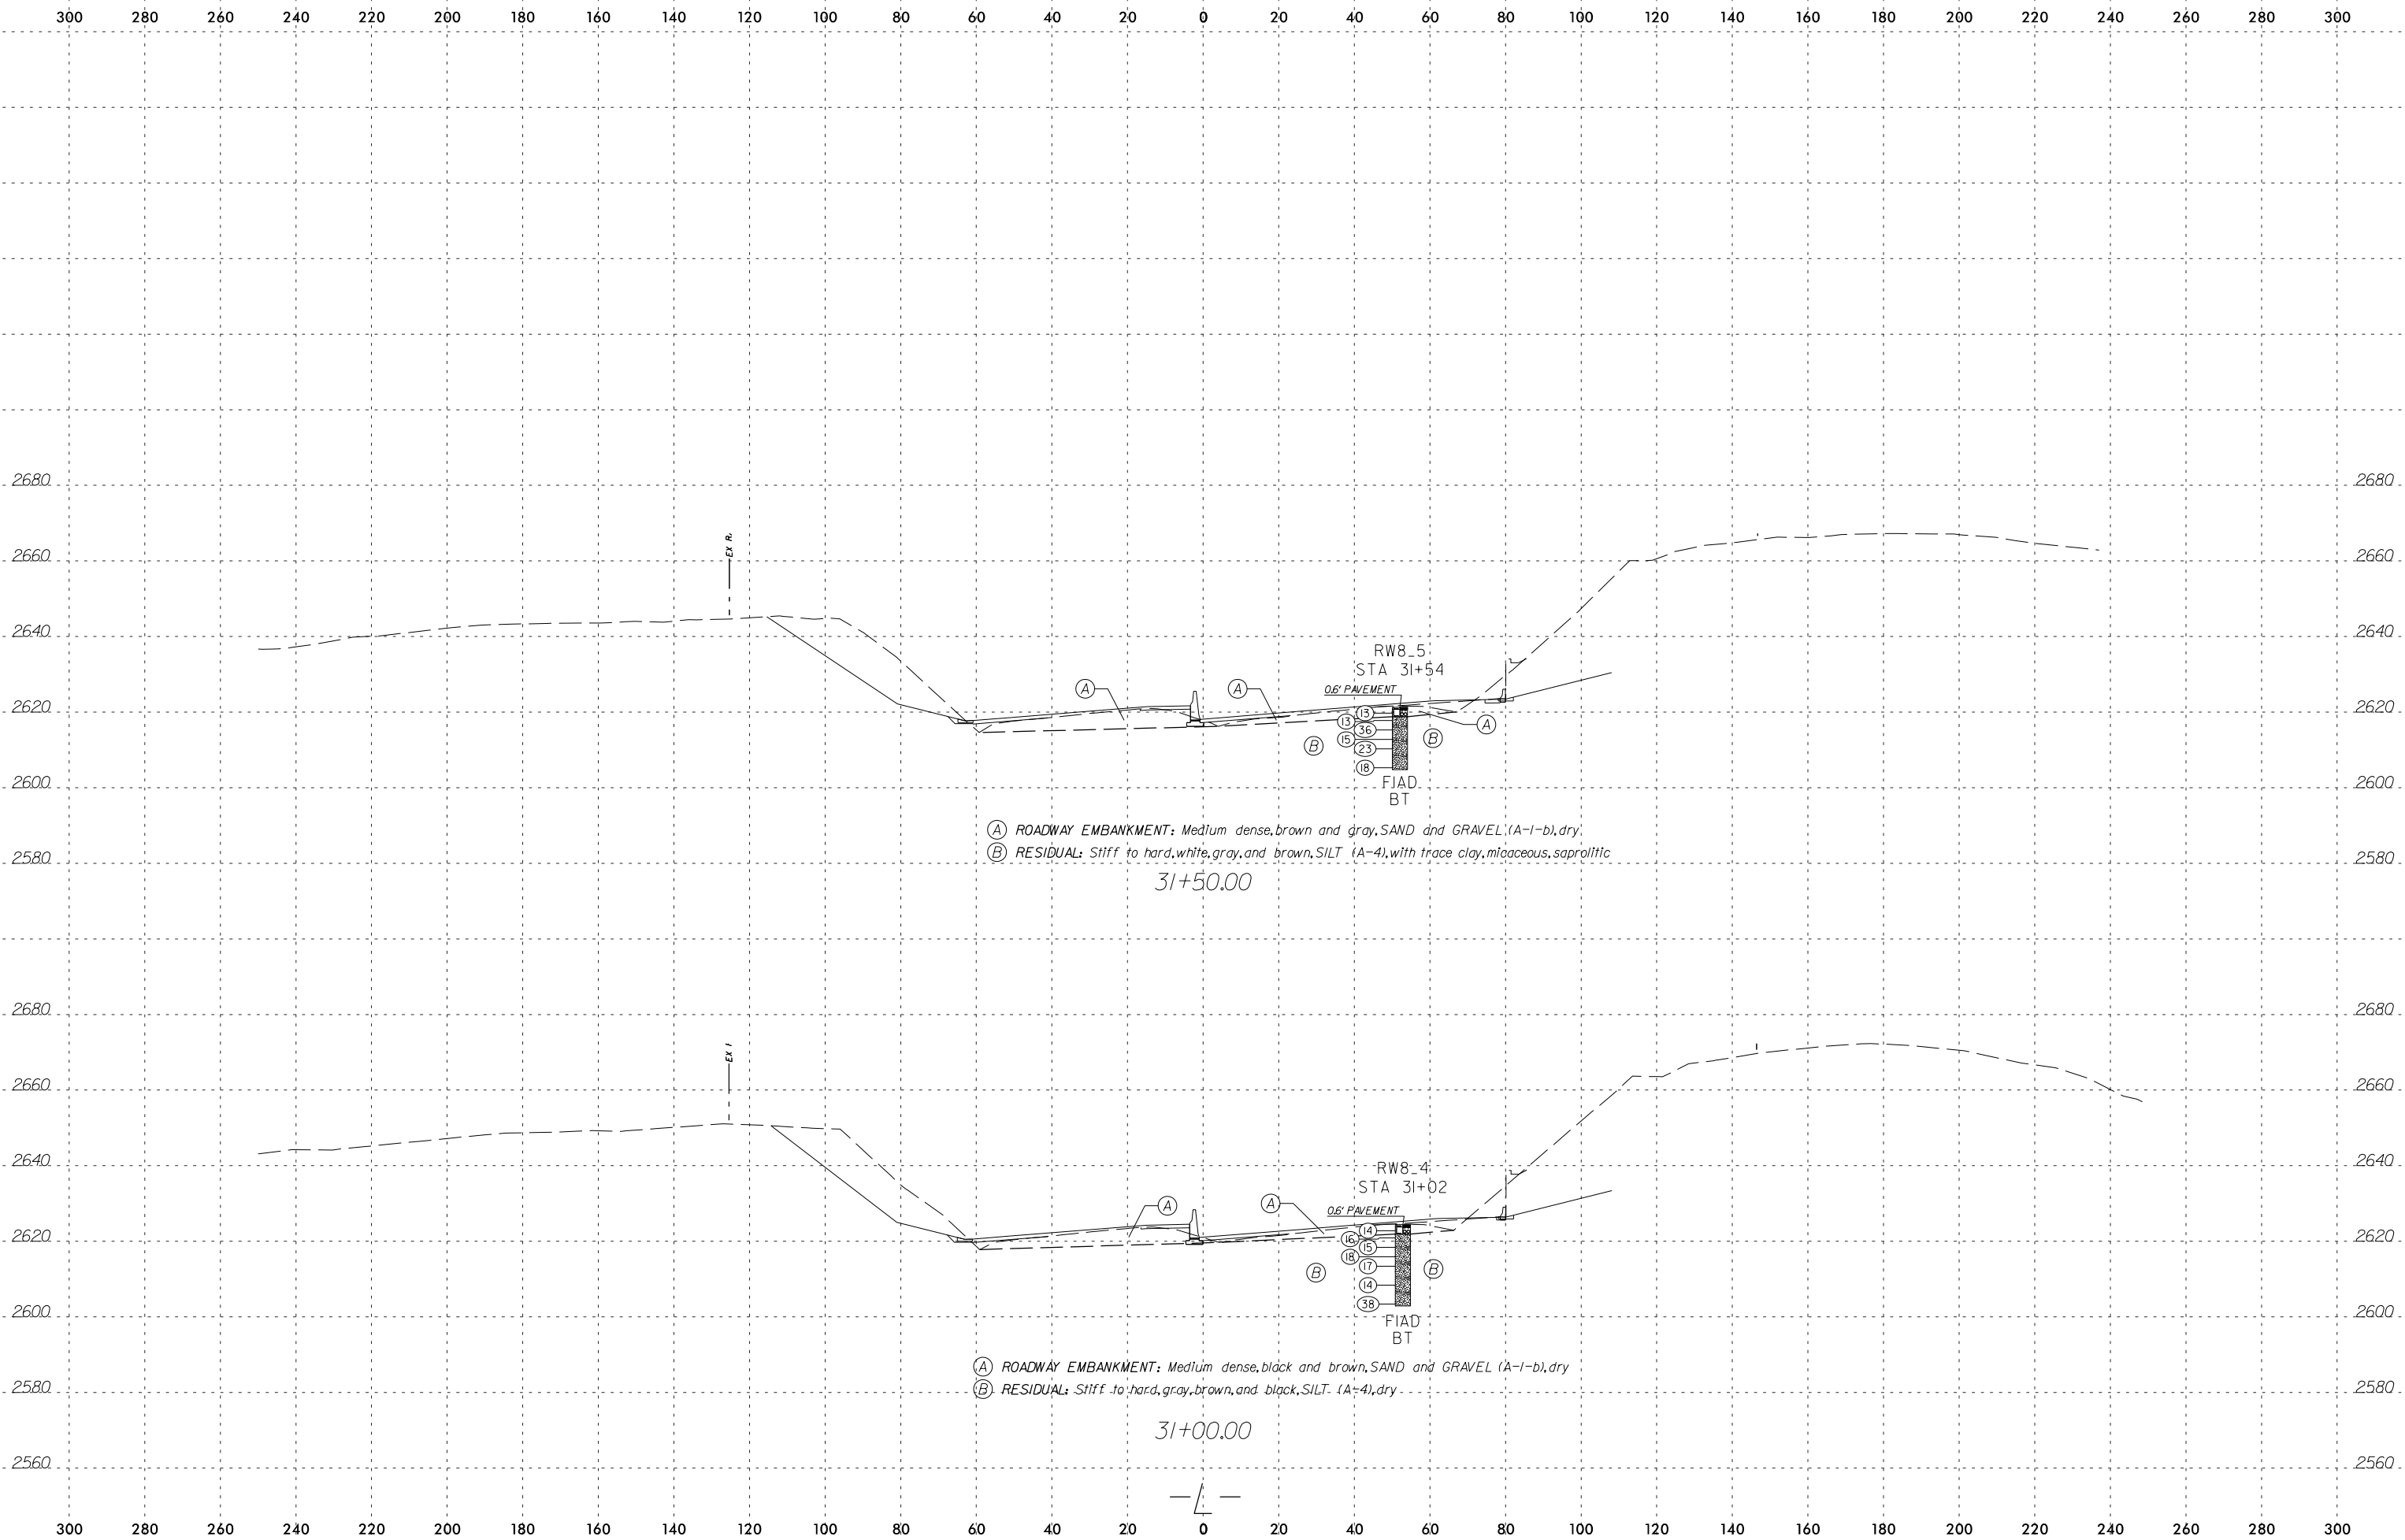 300 280 260 240 220 200 180 160 140 120 100 80 60 40 20 0 20 40 60 80 100 120 140 160 180 200 220 240 260 280 300
2680 2680
EX R
2660 2660
2640 2640
RW8_5
STA 31+54
0.6' PAVEMENT
A A
2620 13 2620
13 A
36
15 B B
23
18
2600 FIAD 2600
BT
A ROADWAY EMBANKMENT: Medium dense, brown and gray, SAND and GRAVEL (A-1-b), dry
B RESIDUAL: Stiff to hard, white, gray, and brown, SILT (A-4), with trace clay, micaceous, saprolitic
2580 2580
31+50.00
2680 2680
EX
2660 2660
2640 2640
RW8_4
STA 31+02
0.6' PAVEMENT
A A
14
2620 16 2620
15
18
17 B B
14
38
2600 FIAD 2600
BT
A ROADWAY EMBANKMENT: Medium dense, black and brown, SAND and GRAVEL (A-1-b), dry
B RESIDUAL: Stiff to hard, gray, brown, and black, SILT (A-4), dry
2580 2580
31+00.00
2560 2560
-L-
300 280 260 240 220 200 180 160 140 120 100 80 60 40 20 0 20 40 60 80 100 120 140 160 180 200 220 240 260 280 300